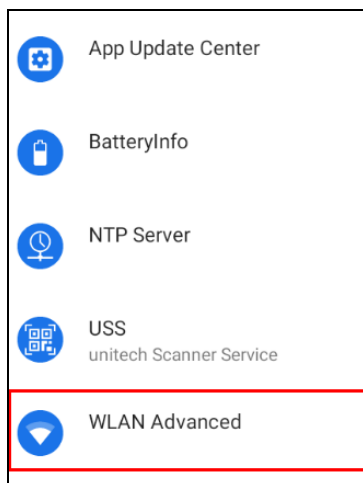 App Update Center
BatteryInfo
NTP Server
USS
unitech Scanner Service
WLAN Advanced